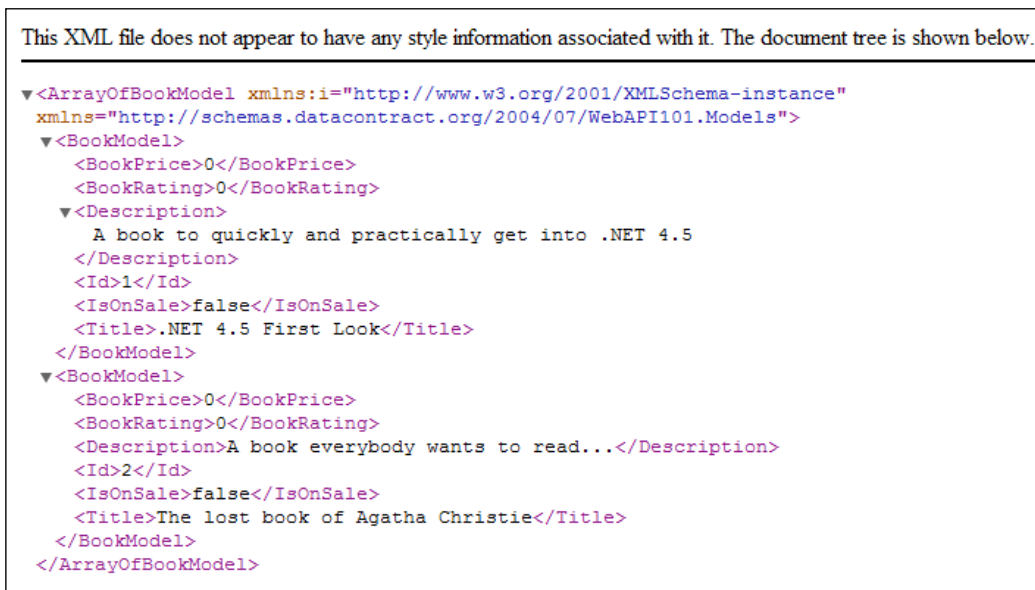 This XML file does not appear to have any style information associated with it. The document tree is shown below.
▼<ArrayOfBookModel xmlns:i="http://www.w3.org/2001/XMLSchema-instance"
xmlns="http://schemas.datacontract.org/2004/07/WebAPI101.Models">
▼<BookModel>
<BookPrice>0</BookPrice>
<BookRating>0</BookRating>
▼<Description>
A book to quickly and practically get into .NET 4.5
</Description>
<Id>1</Id>
<IsOnSale>false</IsOnSale>
<Title>.NET 4.5 First Look</Title>
</BookModel>
▼<BookModel>
<BookPrice>0</BookPrice>
<BookRating>0</BookRating>
<Description>A book everybody wants to read...</Description>
<Id>2</Id>
<IsOnSale>false</IsOnSale>
<Title>The lost book of Agatha Christie</Title>
</BookModel>
</ArrayOfBookModel>